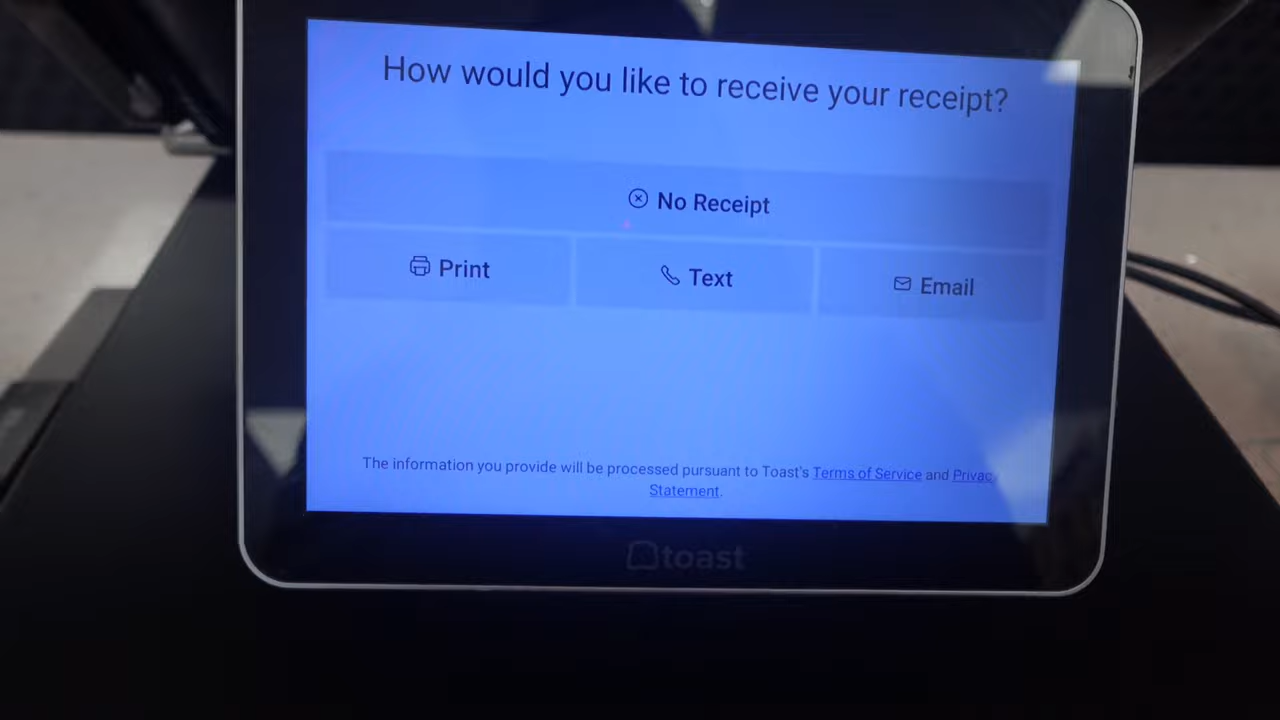 How would you like to receive your receipt?
No Receipt
Print
Text
Email
The information you provide will be processed pursuant to Toast's Terms of Service and Privac
Statement.
toast